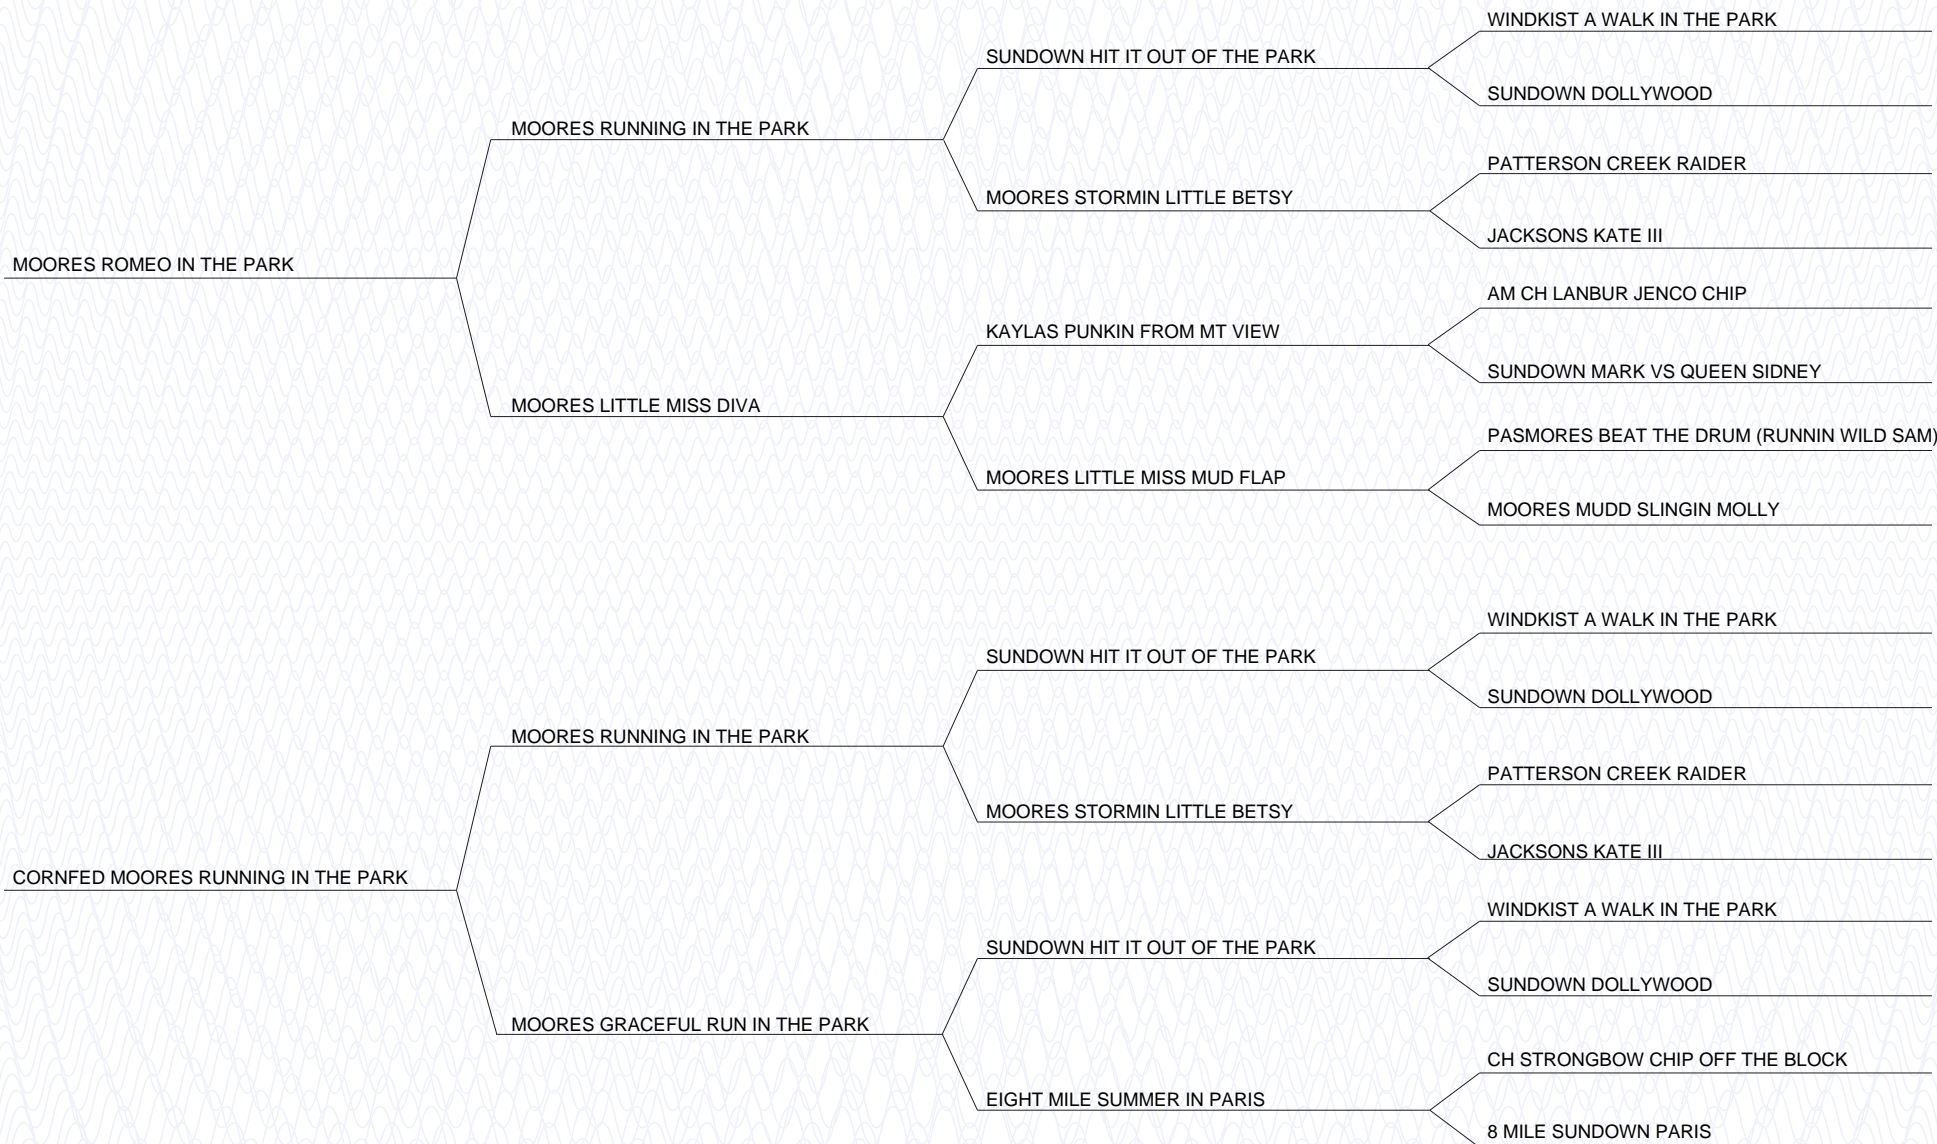 WINDKIST A WALK IN THE PARK
SUNDOWN HIT IT OUT OF THE PARK
SUNDOWN DOLLYWOOD
MOORES RUNNING IN THE PARK
PATTERSON CREEK RAIDER
MOORES STORMIN LITTLE BETSY
JACKSONS KATE III
MOORES ROMEO IN THE PARK
AM CH LANBUR JENCO CHIP
KAYLAS PUNKIN FROM MT VIEW
SUNDOWN MARK VS QUEEN SIDNEY
MOORES LITTLE MISS DIVA
PASMORES BEAT THE DRUM (RUNNIN WILD SAM)
MOORES LITTLE MISS MUD FLAP
MOORES MUDD SLINGIN MOLLY
WINDKIST A WALK IN THE PARK
SUNDOWN HIT IT OUT OF THE PARK
SUNDOWN DOLLYWOOD
MOORES RUNNING IN THE PARK
PATTERSON CREEK RAIDER
MOORES STORMIN LITTLE BETSY
JACKSONS KATE III
CORNFED MOORES RUNNING IN THE PARK
WINDKIST A WALK IN THE PARK
SUNDOWN HIT IT OUT OF THE PARK
SUNDOWN DOLLYWOOD
MOORES GRACEFUL RUN IN THE PARK
CH STRONGBOW CHIP OFF THE BLOCK
EIGHT MILE SUMMER IN PARIS
8 MILE SUNDOWN PARIS